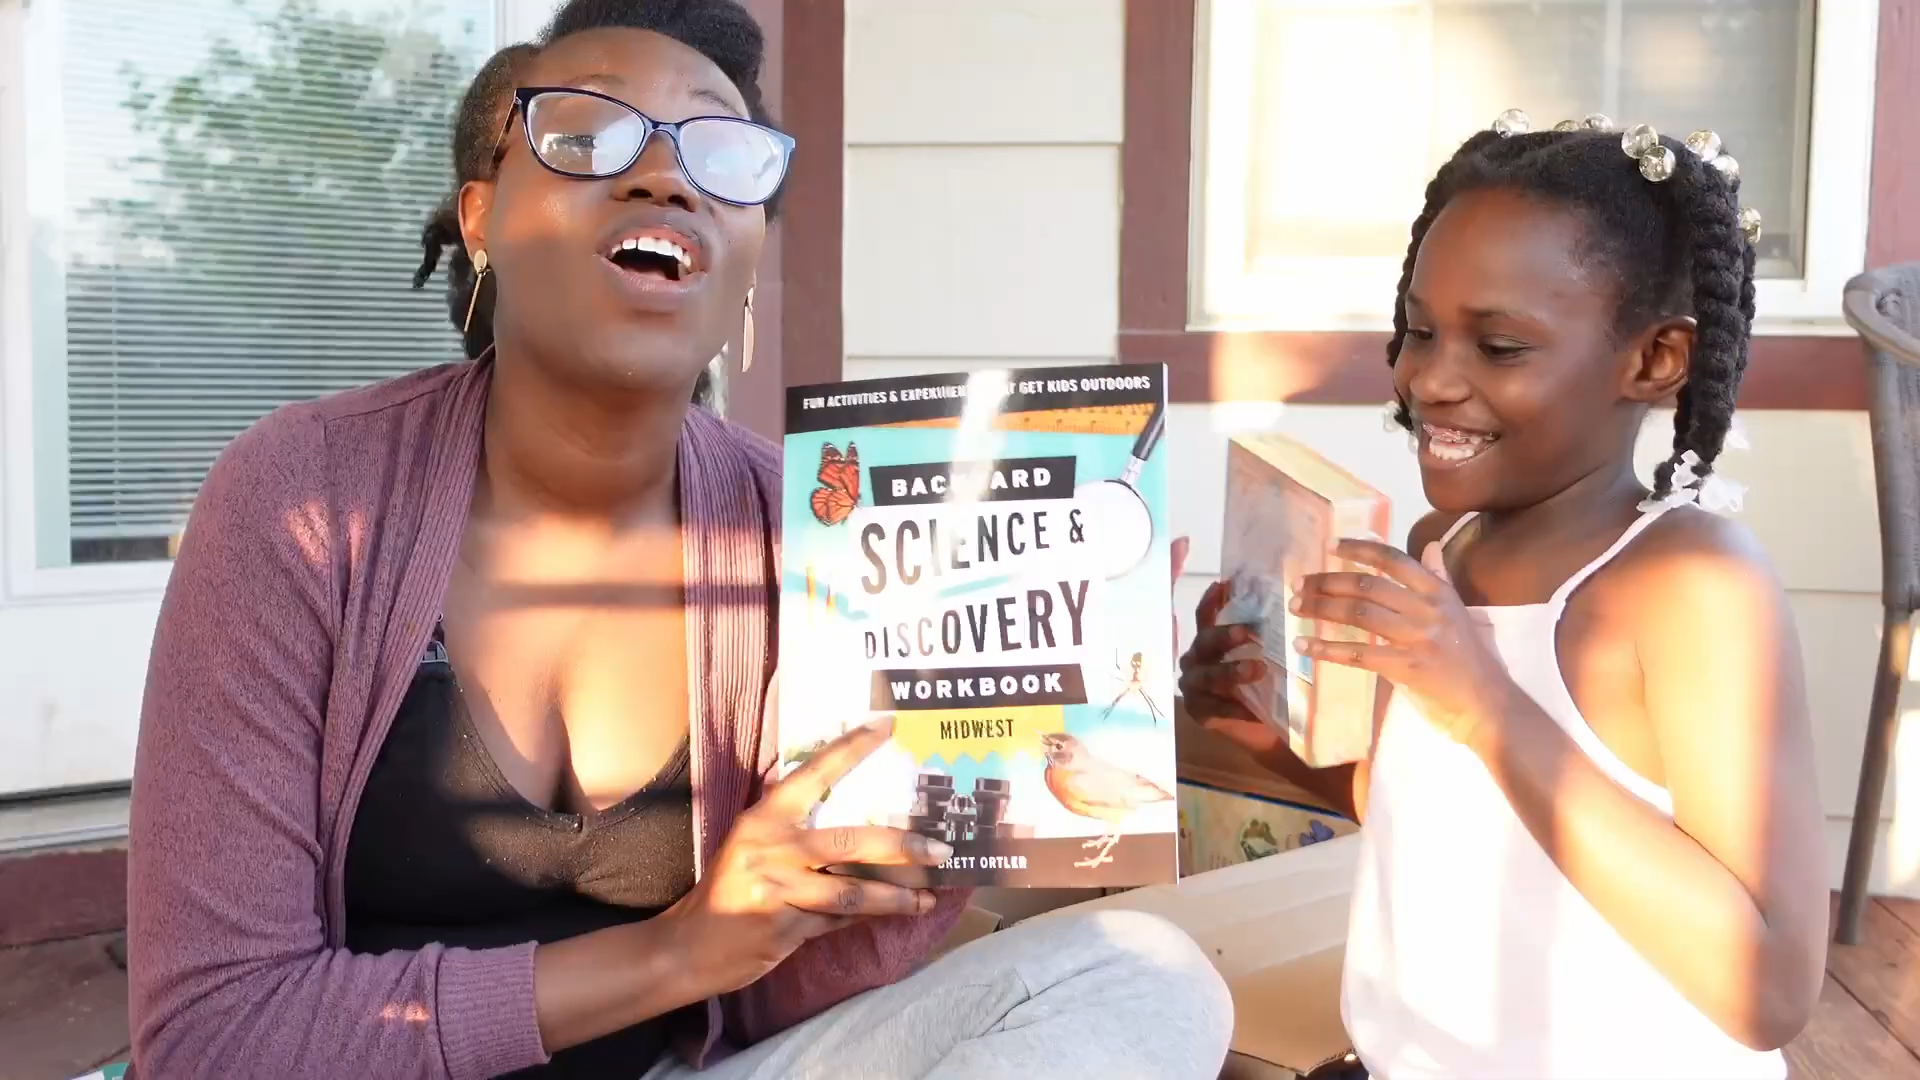 FUN ACTIVITIES & EXPERIMENTS THAT GET KIDS OUTDOORS
BACKYARD
SCIENCE &
DISCOVERY
WORKBOOK
MIDWEST
BRETT ORTLER